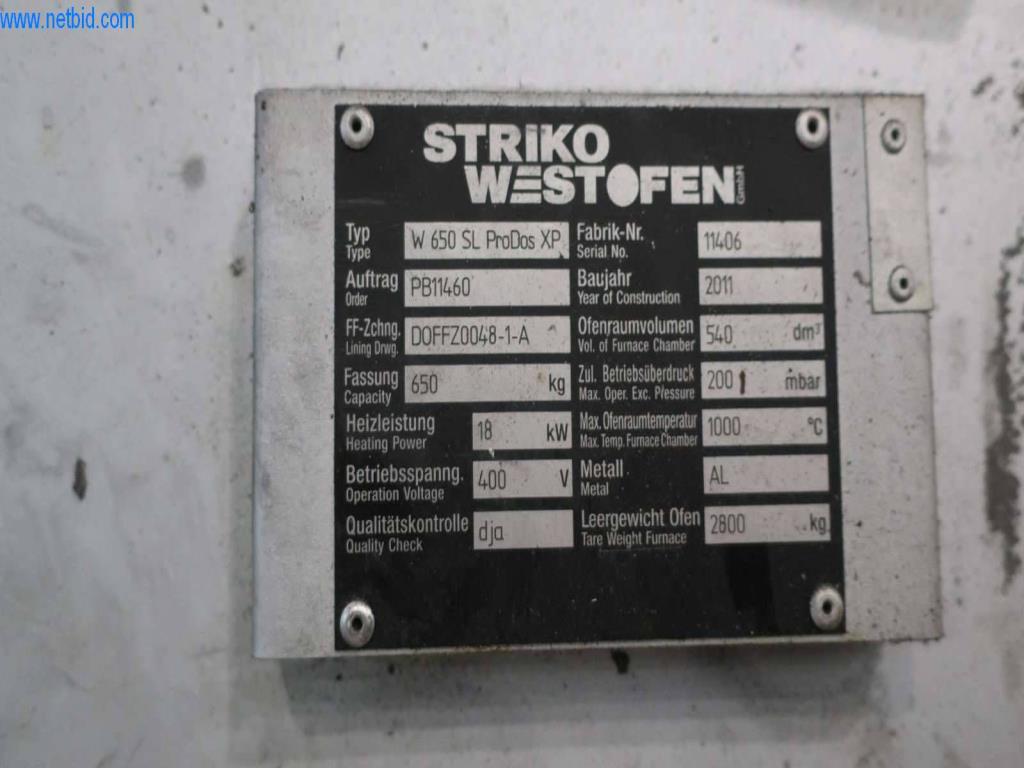 www.netbid.com
STRIKO
WESTOFEN GmbH
Typ
Type
W 650 SL ProDos XP
Fabrik-Nr.
Serial No.
11406
Auftrag
Order
PB11460
Baujahr
Year of Construction
2011
FF-Zchng.
Lining Drwg.
DOFFZ0048-1-A
Ofenraumvolumen
Vol. of Furnace Chamber
540 dm³
Fassung
Capacity
650 kg
Zul. Betriebsüberdruck
Max. Oper. Exc. Pressure
200 mbar
Heizleistung
Heating Power
18 kW
Max. Ofenraumtemperatur
Max. Temp. Furnace Chamber
1000 °C
Betriebsspanng.
Operation Voltage
400 V
Metall
Metal
AL
Qualitätskontrolle
Quality Check
dja
Leergewicht Ofen
Tare Weight Furnace
2800 kg